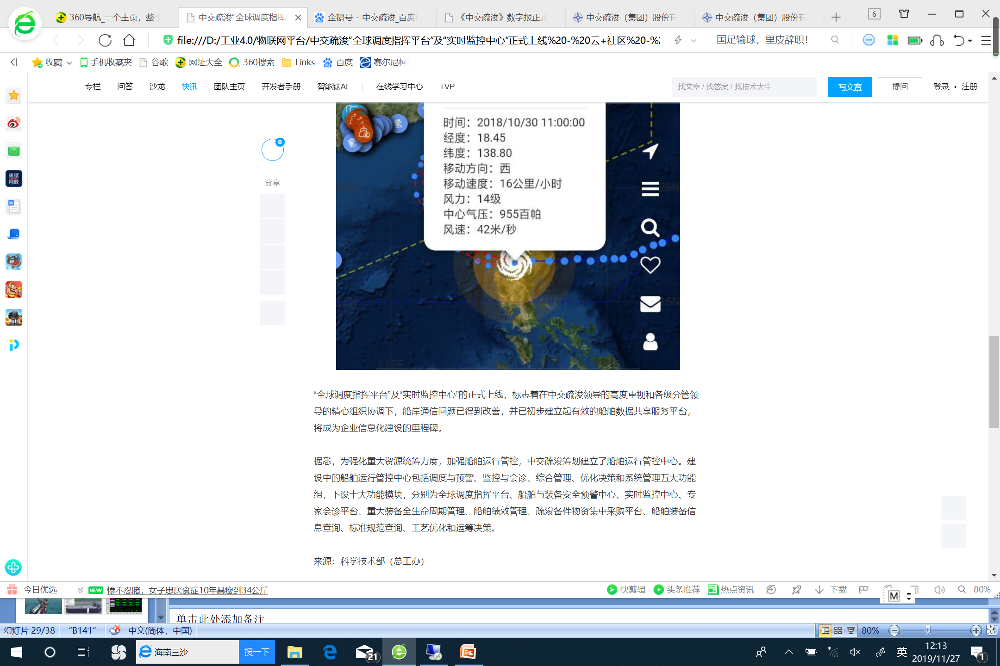 360导航_一个主页，整个
中交疏浚“全球调度指挥平
企鹅号 - 中交疏浚_百度搜
《中交疏浚》数字报正式
中交疏浚（集团）股份有
中交疏浚（集团）股份有
6
file:///D:/工业4.0/物联网平台/中交疏浚“全球调度指挥平台”及“实时监控中心”正式上线%20-%20云+社区%20-%2
国足输球，里皮辞职！
收藏
手机收藏夹
谷歌
网址大全
360搜索
Links
百度
赛尔尼柯
专栏
问答
沙龙
快讯
团队主页
开发者手册
智能钛AI
在线学习中心
TVP
找文章 / 找答案 / 找技术大牛
写文章
提问
登录 · 注册
环球网校
0
分享
时间：2018/10/30 11:00:00
经度：18.45
纬度：138.80
移动方向：西
移动速度：16公里/小时
风力：14级
中心气压：955百帕
风速：42米/秒
20N
15N
115E
“全球调度指挥平台”及“实时监控中心”的正式上线，标志着在中交疏浚领导的高度重视和各级分管领
导的精心组织协调下，船岸通信问题已得到改善，并已初步建立起有效的船舶数据共享服务平台，
将成为企业信息化建设的里程碑。
据悉，为强化重大资源统筹力度，加强船舶运行管控，中交疏浚筹划建立了船舶运行管控中心。建
设中的船舶运行管控中心包括调度与预警、监控与会诊、综合管理、优化决策和系统管理五大功能
组，下设十大功能模块，分别为全球调度指挥平台、船舶与装备安全预警中心、实时监控中心、专
家会诊平台、重大装备全生命周期管理、船舶绩效管理、疏浚备件物资集中采购平台、船舶装备信
息查询、标准规范查询、工艺优化和运筹决策。
来源：科学技术部（总工办）
今日优选
NEW
惨不忍睹，女子患厌食症10年暴瘦到34公斤
快剪辑
头条推荐
热点资讯
下载
80%
M
单击此处添加备注
幻灯片 29/38
“B141”
中文(简体，中国)
80%
海南三沙
搜一下
21
英
12:13
2019/11/27
1